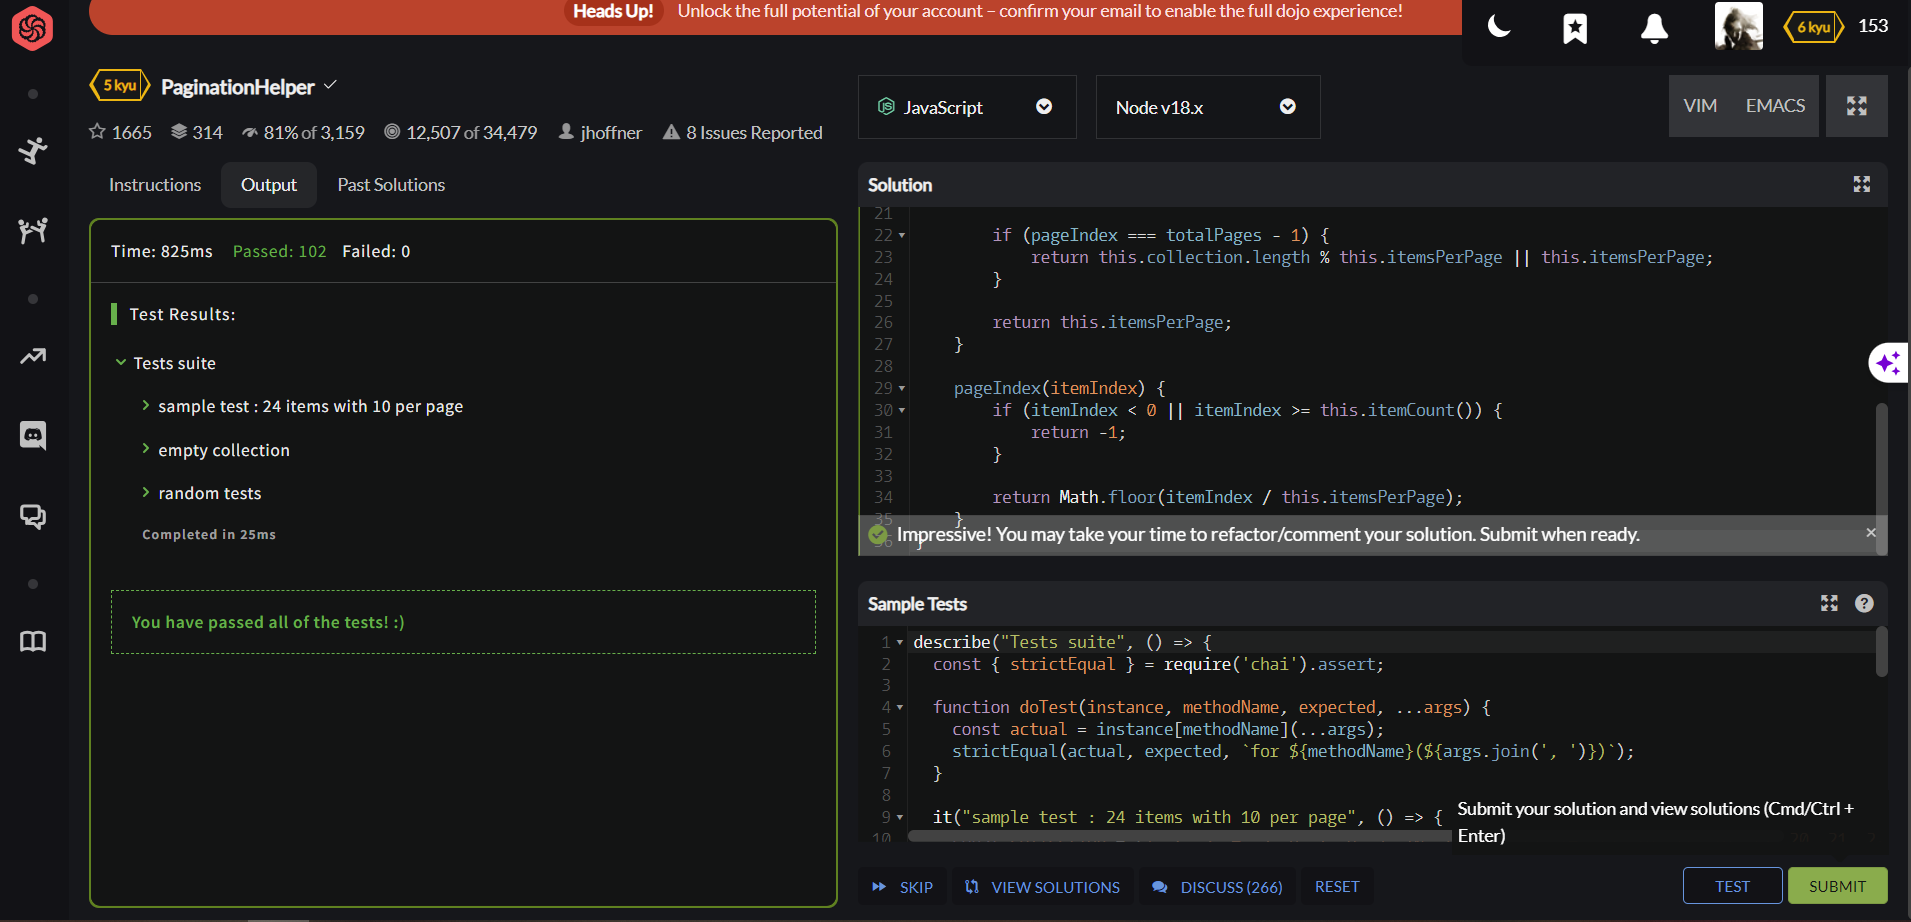 Heads Up! Unlock the full potential of your account – confirm your email to enable the full dojo experience!
6 kyu 153
5 kyu PaginationHelper
1665 314 81% of 3,159 12,507 of 34,479 jhoffner 8 Issues Reported
Instructions Output Past Solutions
Time: 825ms Passed: 102 Failed: 0
Test Results:
Tests suite
sample test : 24 items with 10 per page
empty collection
random tests
Completed in 25ms
You have passed all of the tests! :)
JavaScript Node v18.x VIM EMACS
Solution
21
22 if (pageIndex === totalPages - 1) {
23 return this.collection.length % this.itemsPerPage || this.itemsPerPage;
24 }
25
26 return this.itemsPerPage;
27 }
28
29 pageIndex(itemIndex) {
30 if (itemIndex < 0 || itemIndex >= this.itemCount()) {
31 return -1;
32 }
33
34 return Math.floor(itemIndex / this.itemsPerPage);
35 }
36 }
Impressive! You may take your time to refactor/comment your solution. Submit when ready. ×
Sample Tests
1 describe("Tests suite", () => {
2 const { strictEqual } = require('chai').assert;
3
4 function doTest(instance, methodName, expected, ...args) {
5 const actual = instance[methodName](...args);
6 strictEqual(actual, expected, `for ${methodName}(${args.join(', ')})`);
7 }
8
9 it("sample test : 24 items with 10 per page", () => {
10
Submit your solution and view solutions (Cmd/Ctrl +
Enter)
SKIP VIEW SOLUTIONS DISCUSS (266) RESET TEST SUBMIT